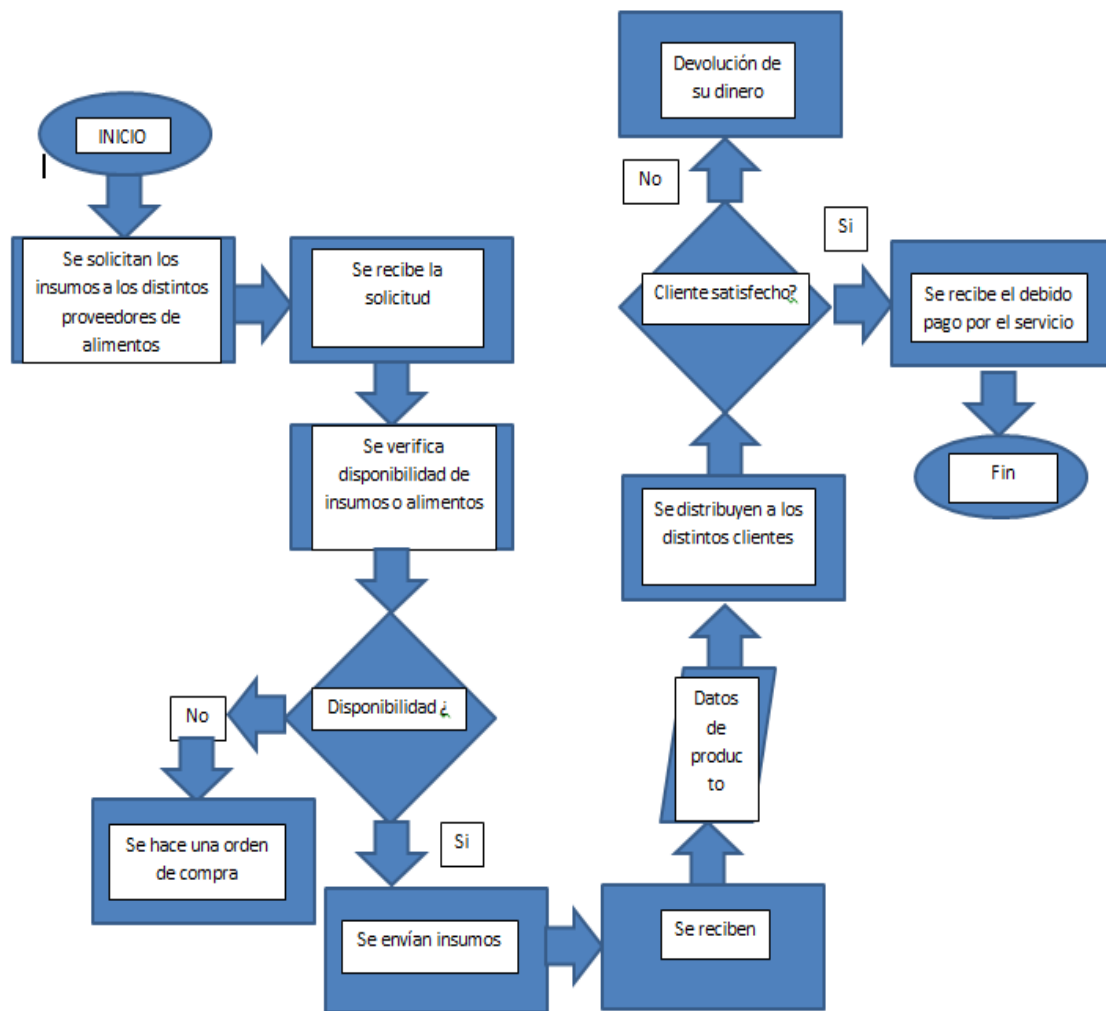 INICIO
Se solicitan los
insumos a los distintos
proveedores de
alimentos
Se recibe la
solicitud
Se verifica
disponibilidad de
insumos o alimentos
Disponibilidad ¿
No
Se hace una orden
de compra
Si
Se envían insumos
Se reciben
Datos
de
produc
to
Se distribuyen a los
distintos clientes
Cliente satisfecho?
No
Devolución de
su dinero
Si
Se recibe el debido
pago por el servicio
Fin